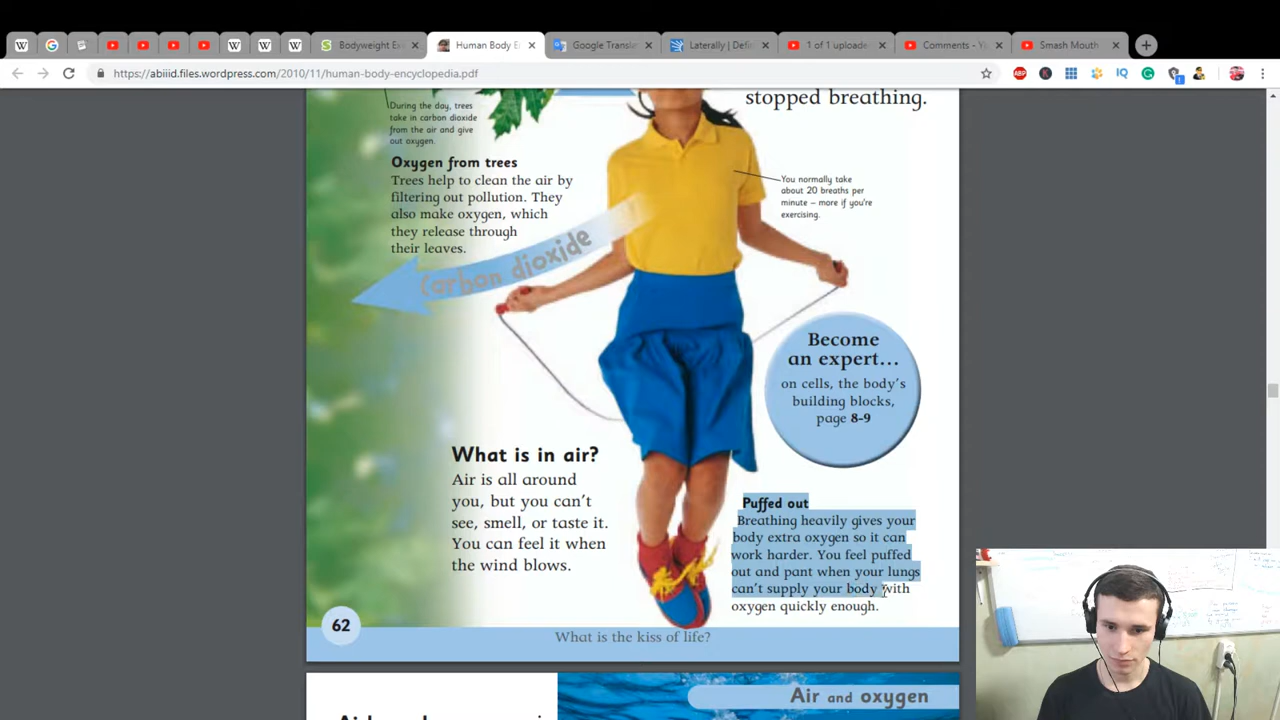 Bodyweight Ex
Human Body E
Google Transla
Laterally | Defi
1 of 1 uploade
Comments - Y
Smash Mouth
https://abiiid.files.wordpress.com/2010/11/human-body-encyclopedia.pdf
stopped breathing.
During the day, trees
take in carbon dioxide
from the air and give
out oxygen.
Oxygen from trees
Trees help to clean the air by
filtering out pollution. They
also make oxygen, which
they release through
their leaves.
Carbon dioxide
You normally take
about 20 breaths per
minute – more if you're
exercising.
Become
an expert...
on cells, the body's
building blocks,
page 8-9
What is in air?
Air is all around
you, but you can't
see, smell, or taste it.
You can feel it when
the wind blows.
Puffed out
Breathing heavily gives your
body extra oxygen so it can
work harder. You feel puffed
out and pant when your lungs
can't supply your body with
oxygen quickly enough.
62
What is the kiss of life?
Air and oxygen